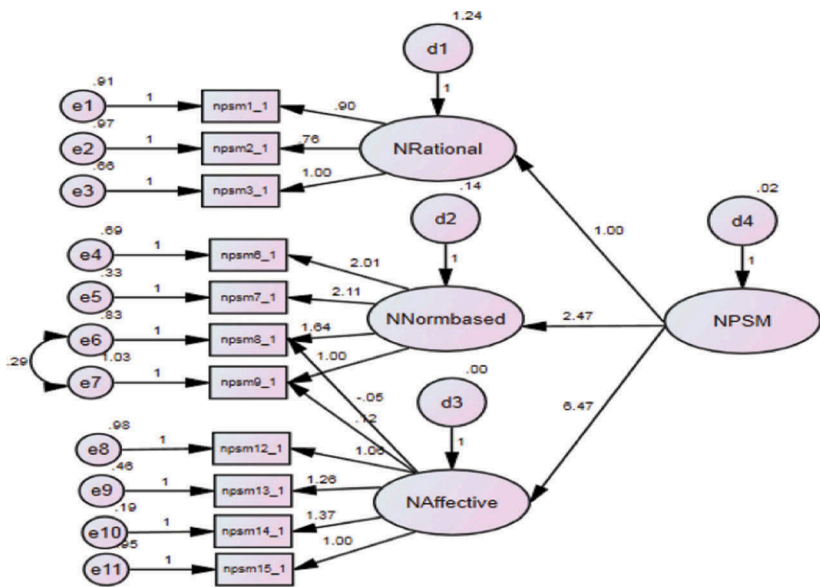 1.24
d1
1
.91
e1
1
npsm1_1
.90
.97
e2
1
npsm2_1
.76
NRational
.66
e3
1
npsm3_1
1.00
.14
d2
1
.02
d4
1
1.00
.69
e4
1
npsm6_1
2.01
.33
e5
1
npsm7_1
2.11
NNormbased
2.47
NPSM
.83
e6
1
npsm8_1
1.64
.29
1.03
e7
1
npsm9_1
1.00
-.05
.12
.00
d3
1
6.47
.98
e8
1
npsm12_1
1.06
.46
e9
1
npsm13_1
1.26
NAffective
.19
e10
1
npsm14_1
1.37
.95
e11
1
npsm15_1
1.00